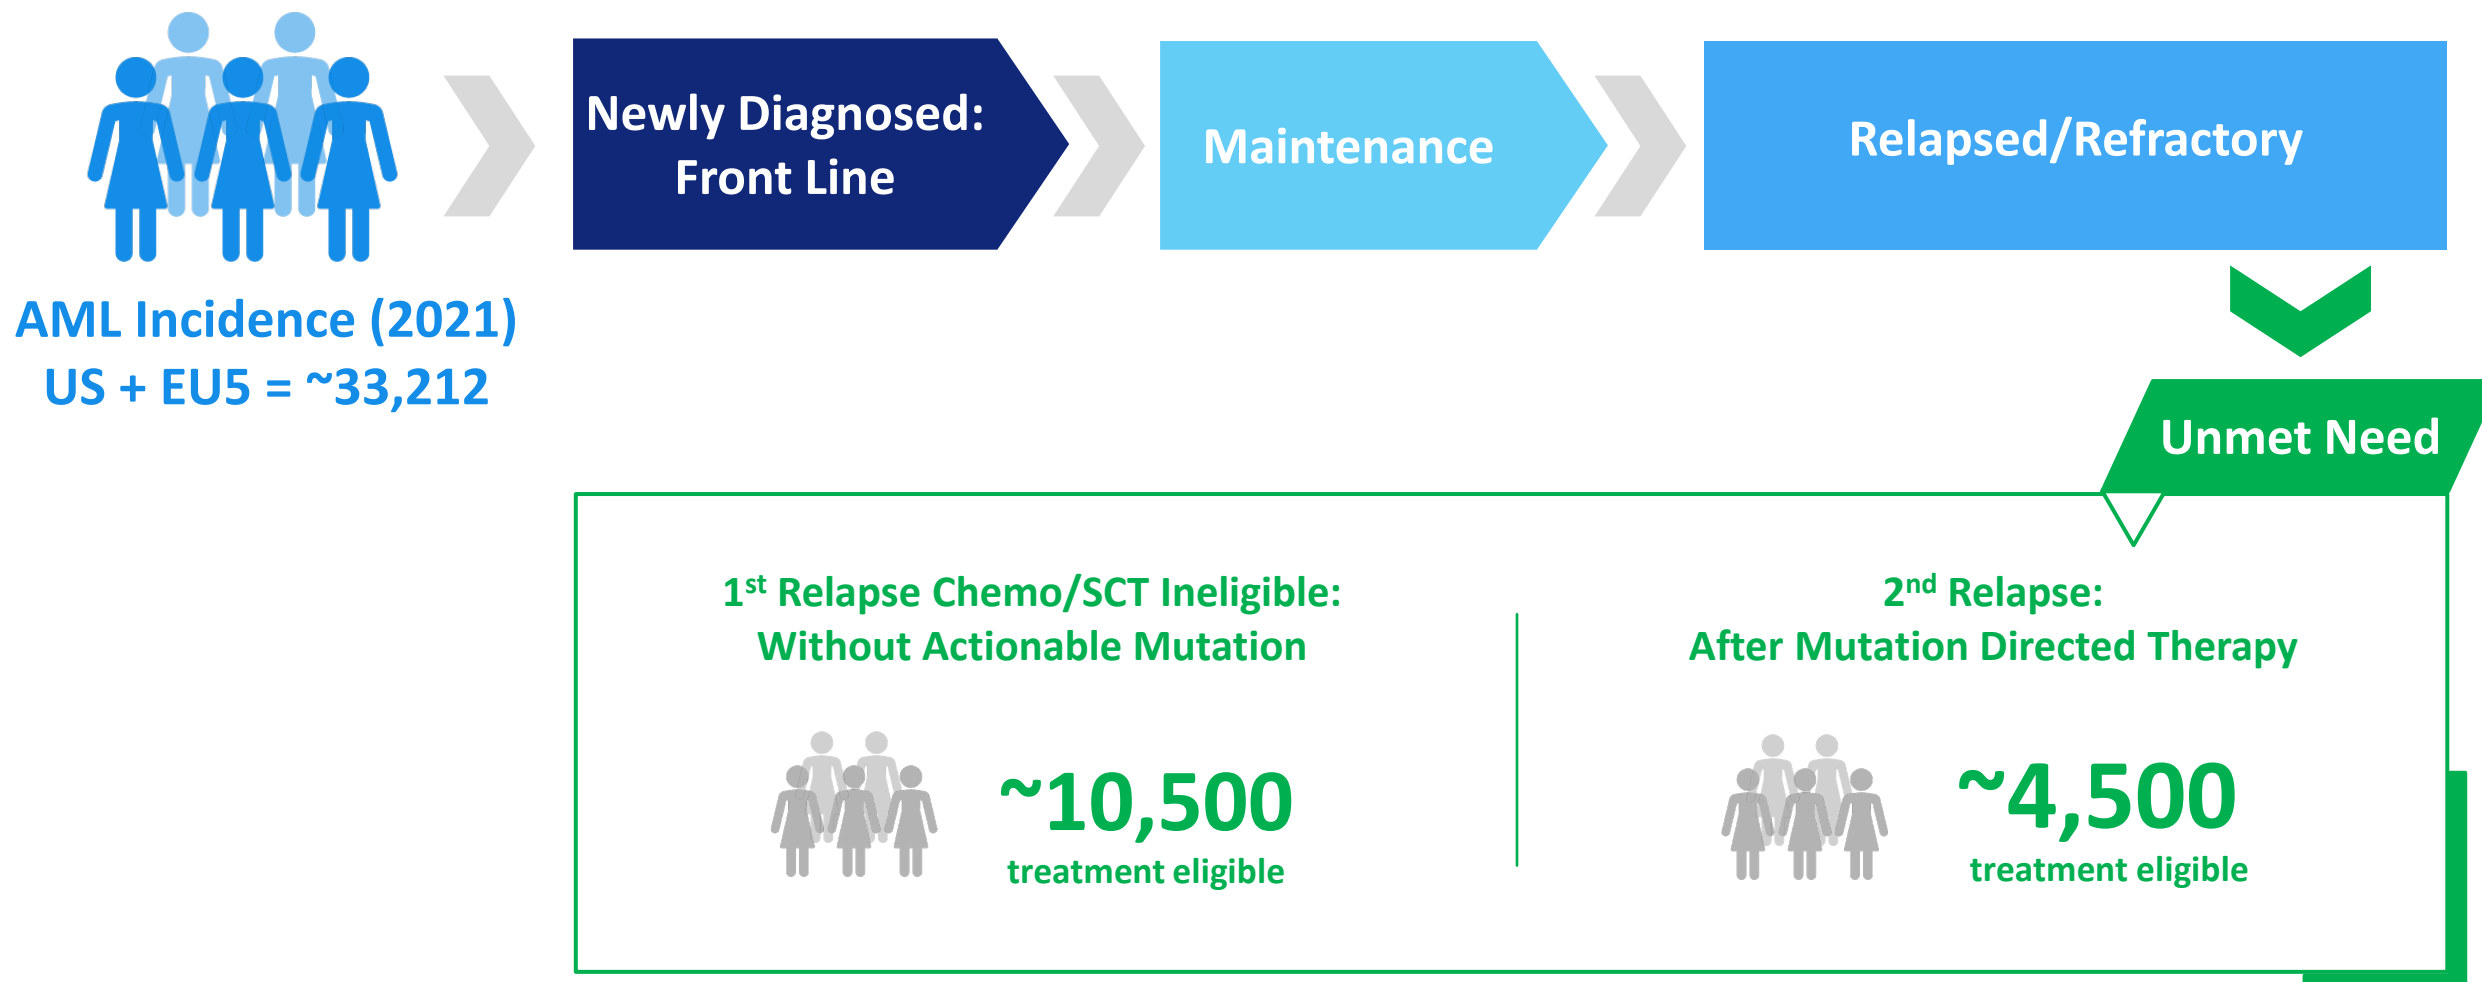 Newly Diagnosed:
Front Line
Maintenance
Relapsed/Refractory
AML Incidence (2021)
US + EU5 = ~33,212
Unmet Need
1st Relapse Chemo/SCT Ineligible:
Without Actionable Mutation
~10,500
treatment eligible
2nd Relapse:
After Mutation Directed Therapy
~4,500
treatment eligible